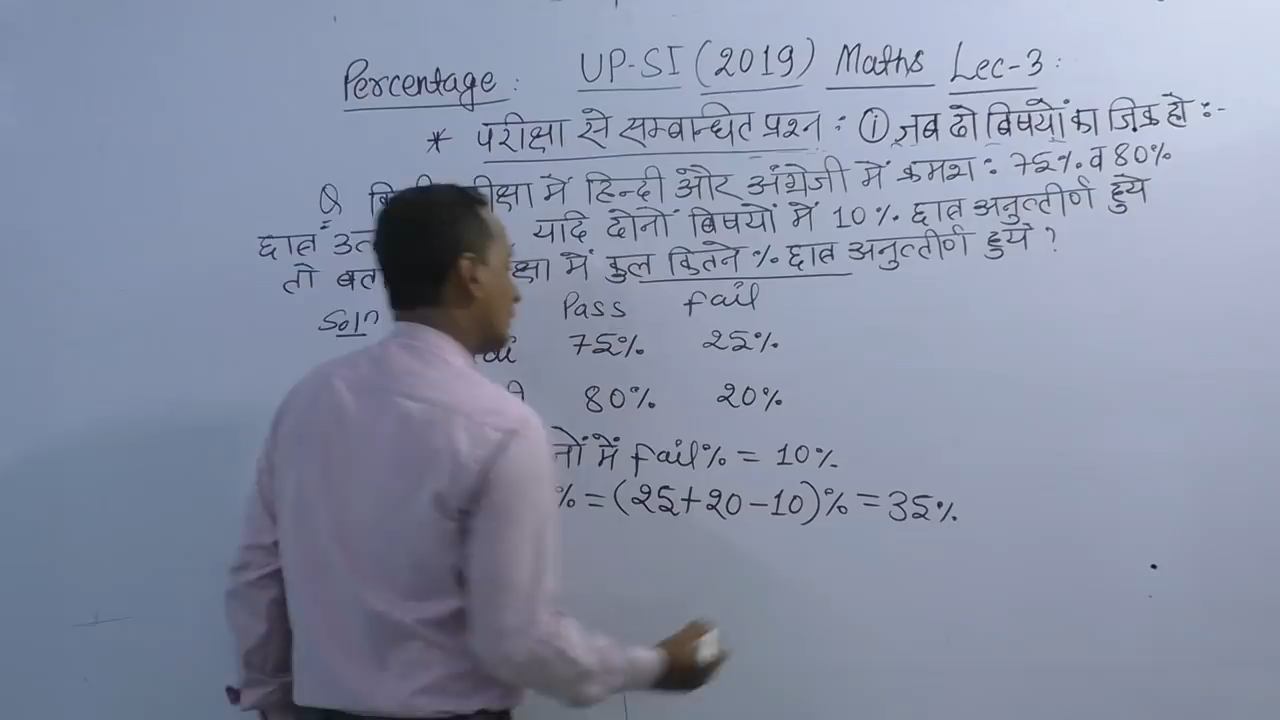 Percentage : UP-SI (2019) Maths Lec-3 :
* परीक्षा से सम्बान्धित प्रश्न : ① जब दो बिषयों का जिक्र हो :-
Q में हिन्दी और अंग्रेजी में क्रमश : 75% व 80%
छात्र यदि दोनों बिषयों में 10% छात्र अनुत्तीर्ण हुये
तो में कुल कितने % छात्र अनुत्तीर्ण हुये ?
Soln Pass fail
75% 25%
80% 20%
में fail% = 10%
% = (25+20-10)% = 35%